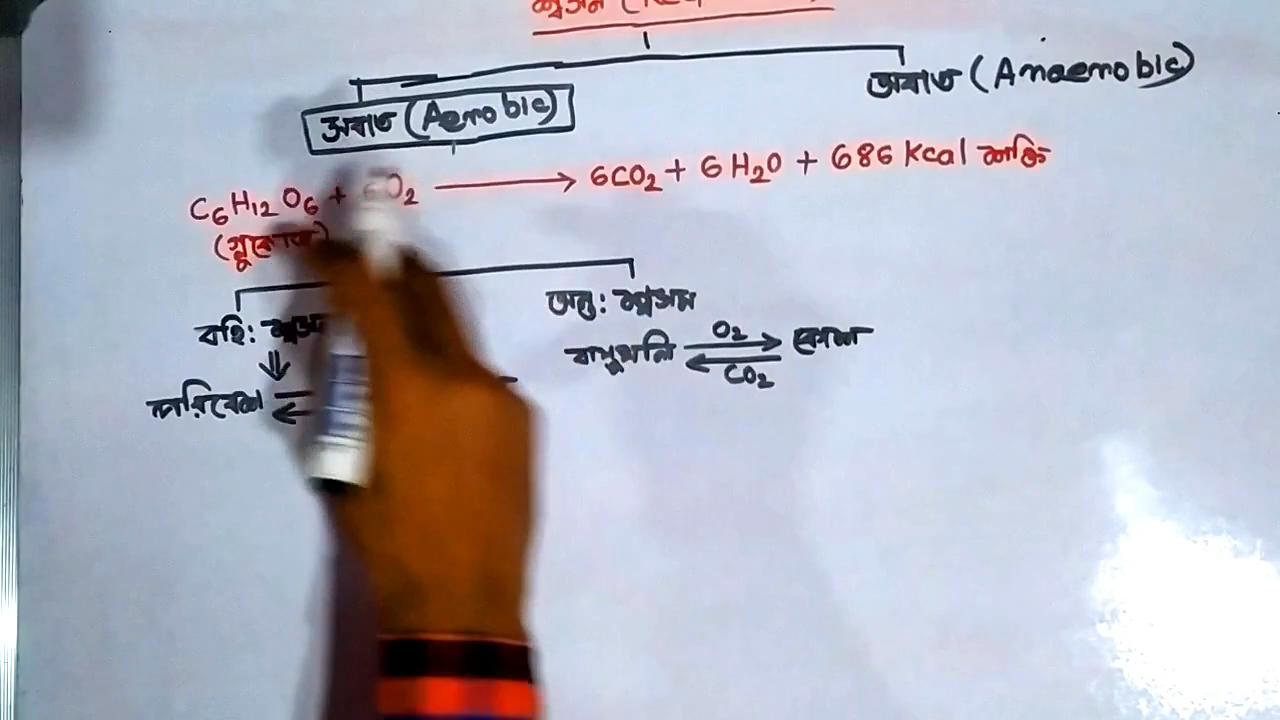 শ্বসন
অবাত (Anaerobic)
সবাত (Aerobic)
C6H12O6 + 6O2 ⟶ 6CO2 + 6H2O + 686 Kcal শক্তি
(গ্লুকোজ)
বহি: শ্বসন
অন্ত: শ্বসন
বায়ুথলি O2 ⇄ CO2 কোশ
পরিবেশ